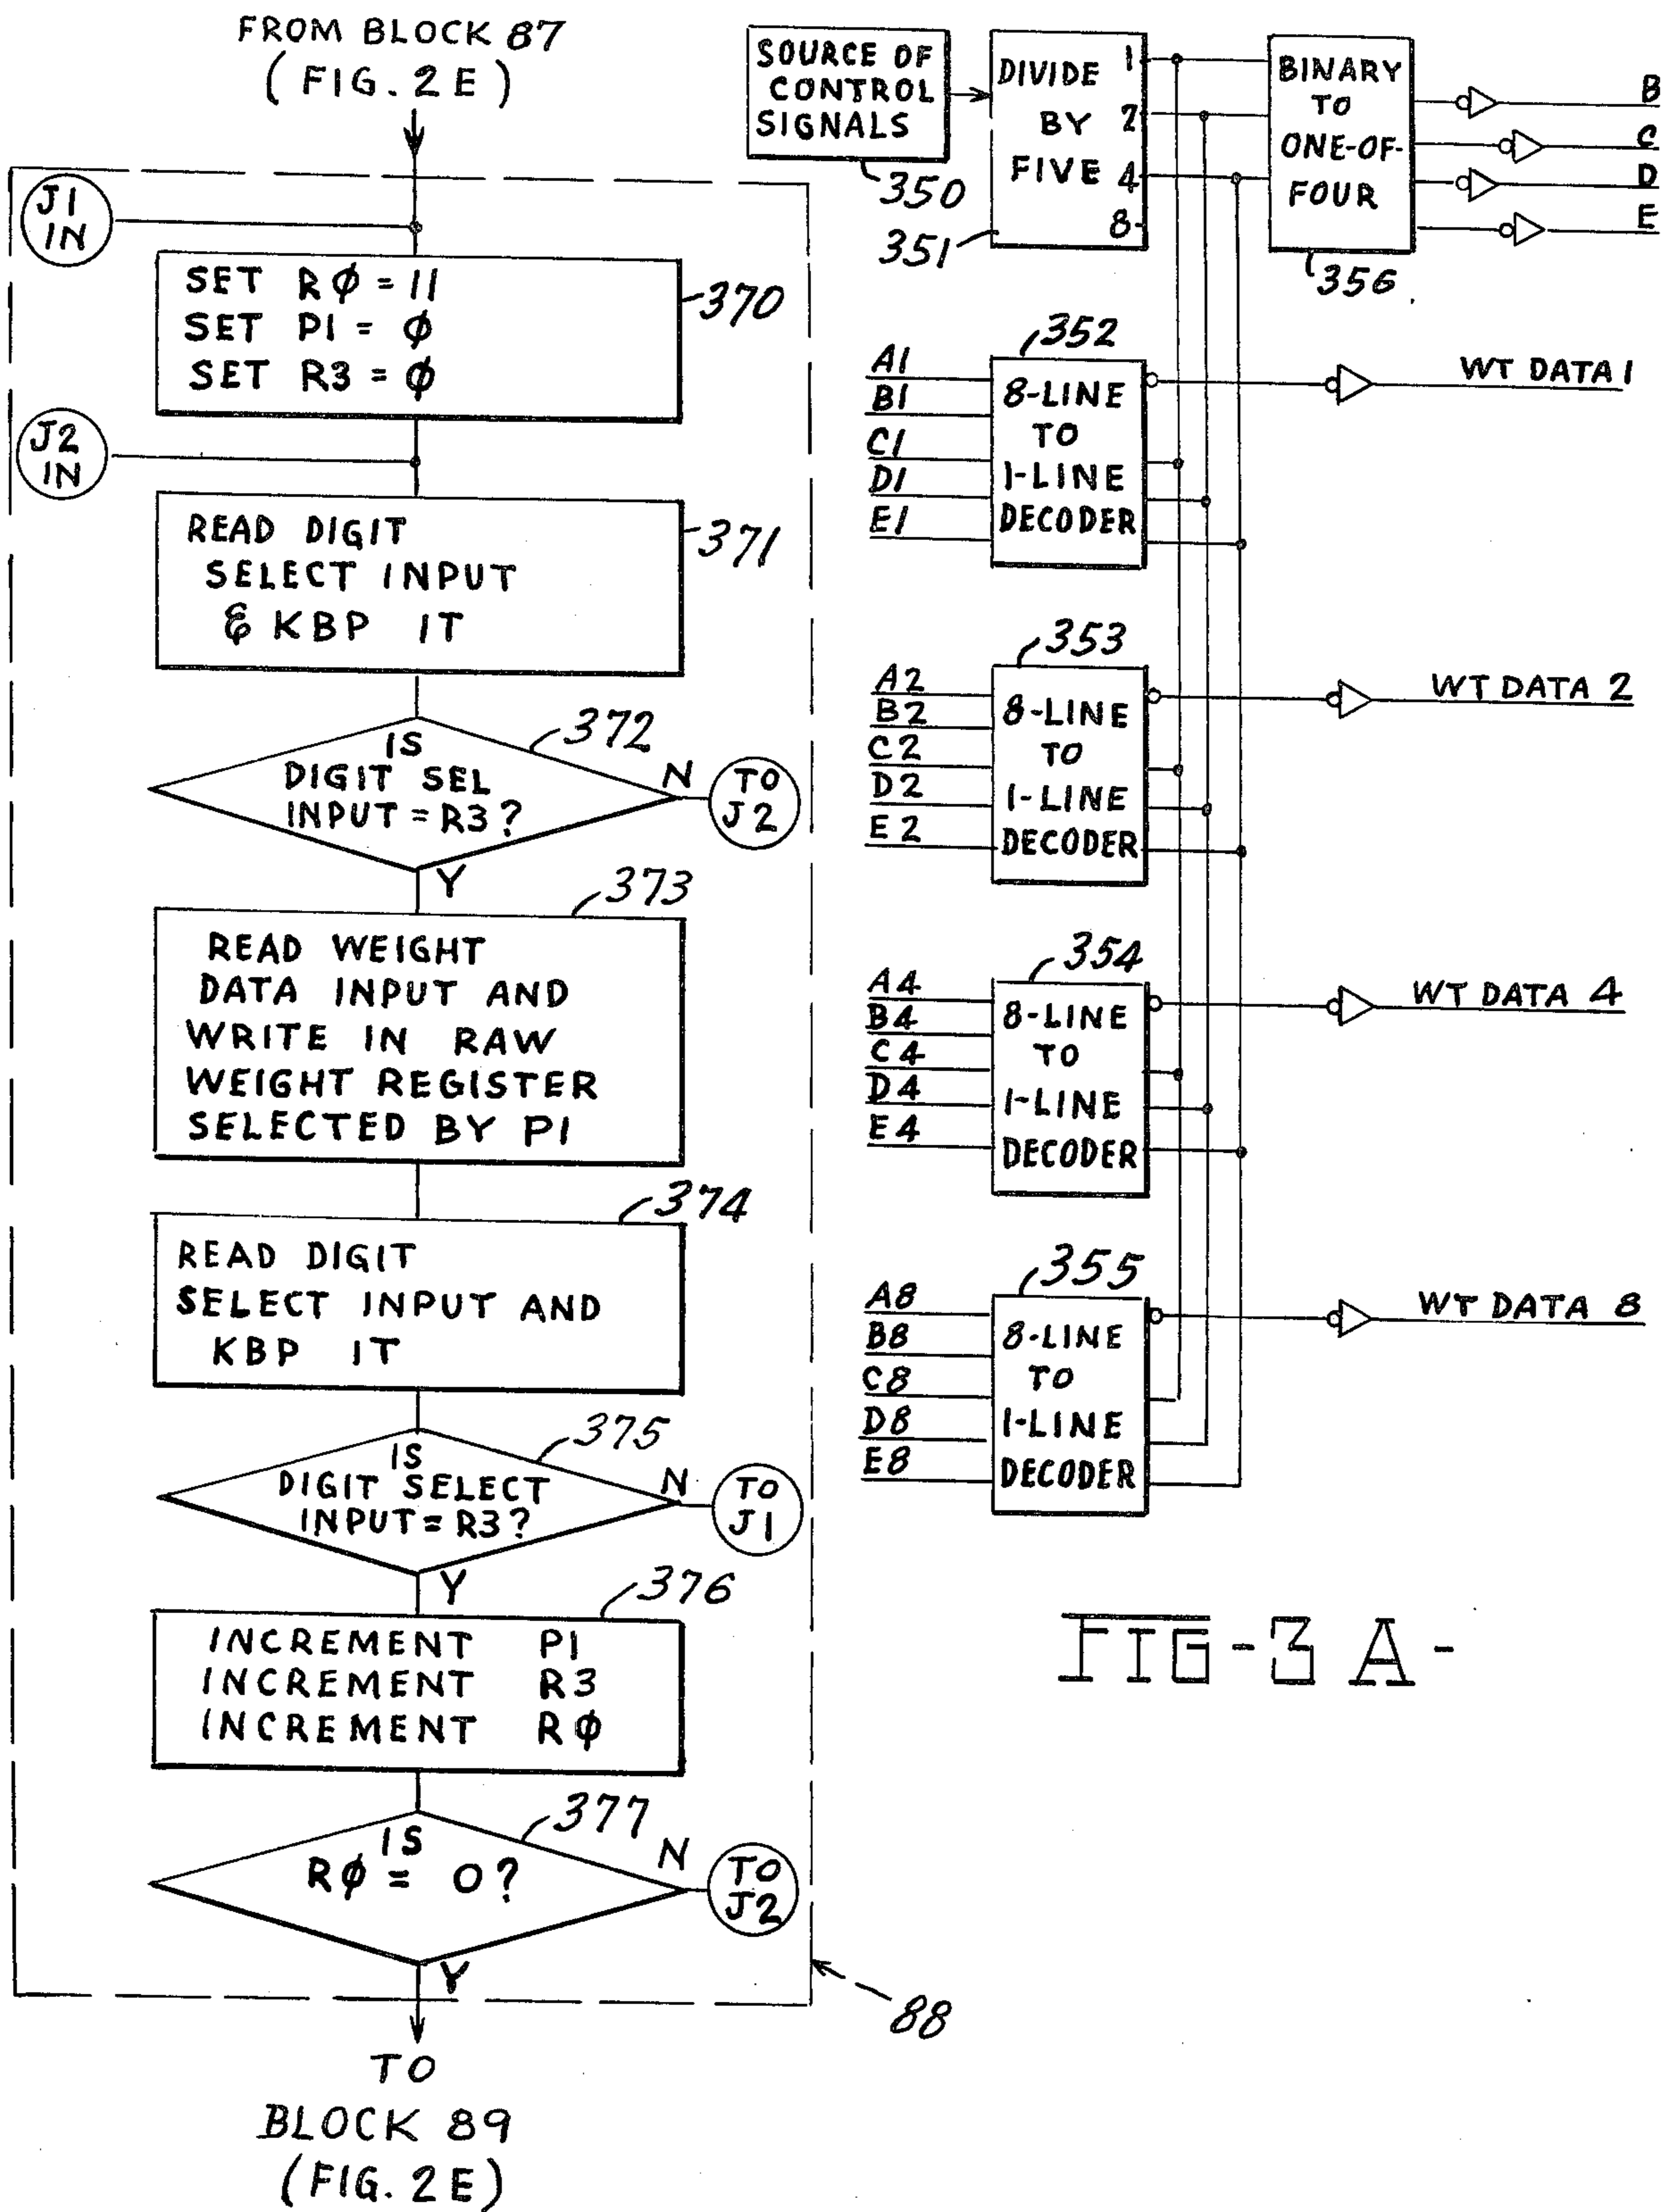 FROM BLOCK 87
(FIG. 2E)
J1
IN
SET RØ = 11
SET P1 = Ø
SET R3 = Ø
370
J2
IN
READ DIGIT
SELECT INPUT
& KBP IT
371
IS
DIGIT SEL
INPUT = R3?
372
N
TO
J2
Y
373
READ WEIGHT
DATA INPUT AND
WRITE IN RAW
WEIGHT REGISTER
SELECTED BY P1
374
READ DIGIT
SELECT INPUT AND
KBP IT
375
IS
DIGIT SELECT
INPUT = R3?
N
TO
J1
Y
376
INCREMENT P1
INCREMENT R3
INCREMENT RØ
377
IS
RØ = 0?
N
TO
J2
Y
88
TO
BLOCK 89
(FIG. 2E)
SOURCE OF
CONTROL
SIGNALS
350
DIVIDE
BY
FIVE
1
2
4
8
351
BINARY
TO
ONE-OF-
FOUR
356
B
C
D
E
352
A1
B1
C1
D1
E1
8-LINE
TO
1-LINE
DECODER
WT DATA 1
353
A2
B2
C2
D2
E2
8-LINE
TO
1-LINE
DECODER
WT DATA 2
354
A4
B4
C4
D4
E4
8-LINE
TO
1-LINE
DECODER
WT DATA 4
355
A8
B8
C8
D8
E8
8-LINE
TO
1-LINE
DECODER
WT DATA 8
FIG-3A-